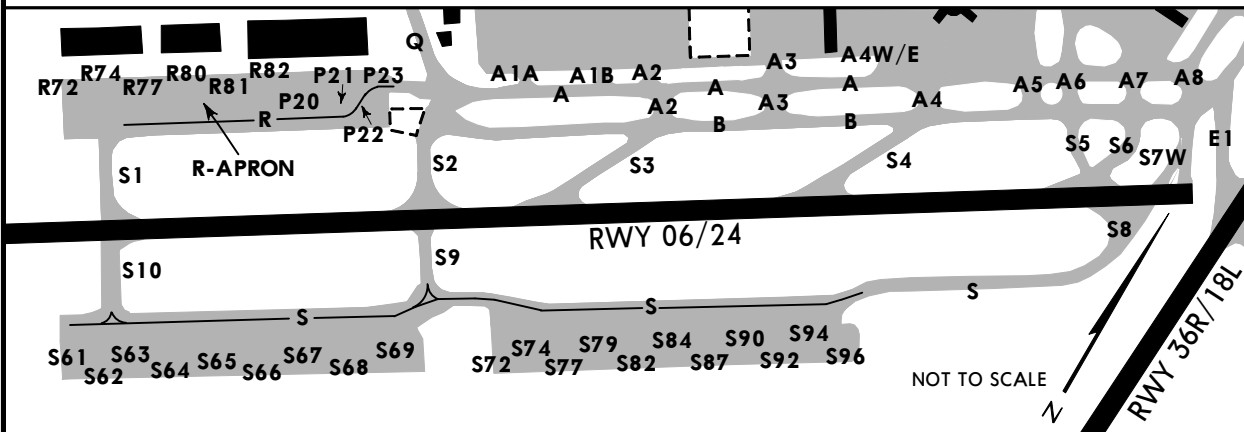 Q
R72 R74 R77 R80 R81 R82 P20 P21 P22 P23
A1A A1B A2 A3 A4W/E
A A A
A2 A3 A4 A5 A6 A7 A8
B B
R
R-APRON
S1 S2 S3 S4 S5 S6 S7W E1
RWY 06/24
S8
S10 S9
S S S
S61 S62 S63 S64 S65 S66 S67 S68 S69
S72 S74 S77 S79 S82 S84 S87 S90 S92 S94 S96
NOT TO SCALE
N
RWY 36R/18L